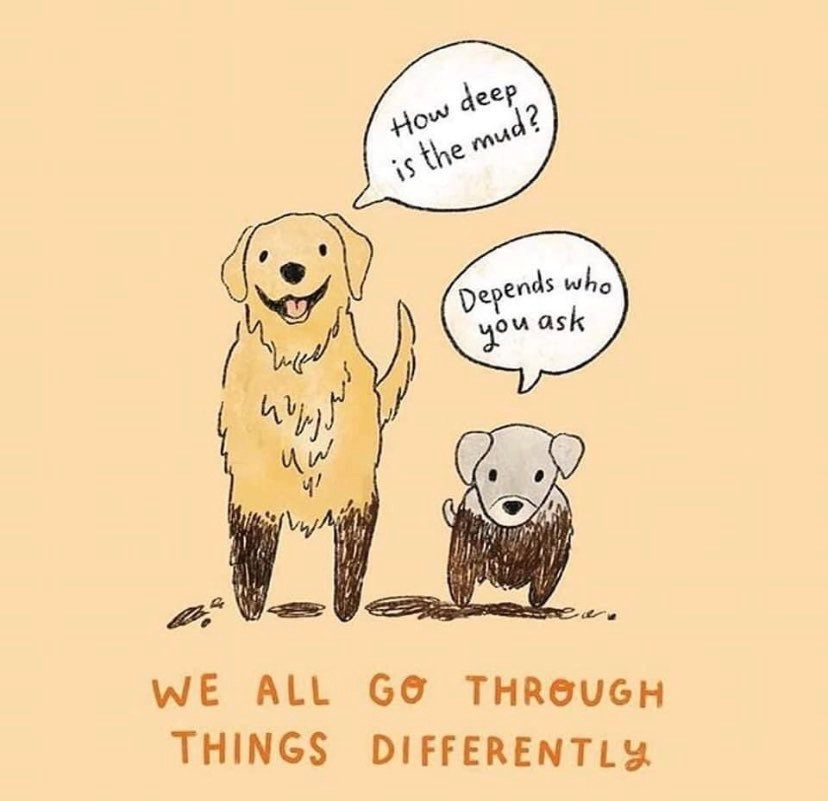 How deep
is the mud?
Depends who
you ask
WE ALL GO THROUGH
THINGS DIFFERENTLY